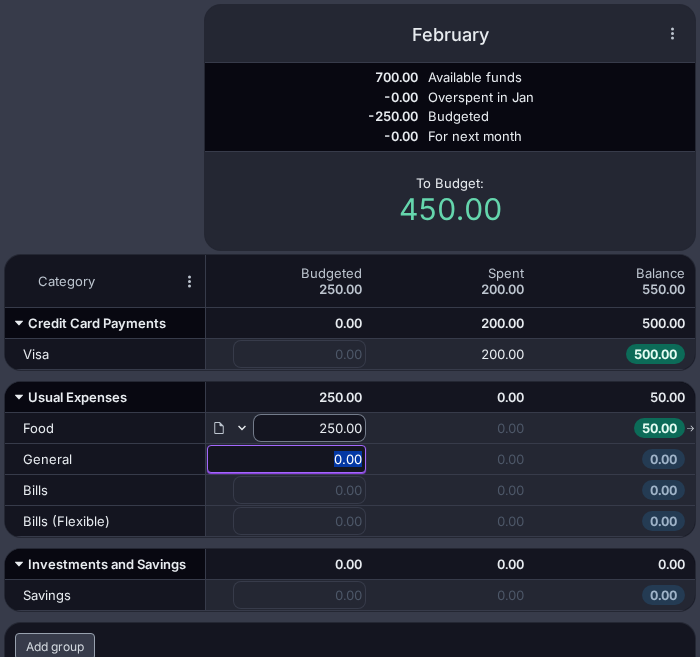 February
700.00 Available funds
-0.00 Overspent in Jan
-250.00 Budgeted
-0.00 For next month
To Budget:
450.00
Category Budgeted 250.00 Spent 200.00 Balance 550.00
Credit Card Payments 0.00 200.00 500.00
Visa 0.00 200.00 500.00
Usual Expenses 250.00 0.00 50.00
Food 250.00 0.00 50.00
General 0.00 0.00 0.00
Bills 0.00 0.00 0.00
Bills (Flexible) 0.00 0.00 0.00
Investments and Savings 0.00 0.00 0.00
Savings 0.00 0.00 0.00
Add group